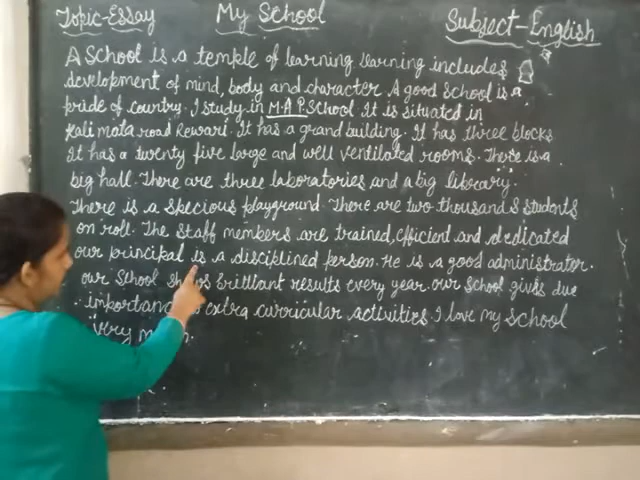 Topic-Essay My School Subject-English
A School is a temple of learning learning includes
development of mind, body and character A good School is a
pride of country. I study in M.A.P. School It is situated in
Kali Mata road Rewari. It has a grand building. It has three blocks
It has a twenty five large and well ventilated rooms. There is a
big hall. There are three laboratories and a big library.
There is a specious playground. There are two thousands students
on roll. The staff members are trained, efficient and dedicated
our principal is a disciplined person. He is a good administrator.
our School brilliant results every year. our School gives due
extra curricular activities. I love my School
very